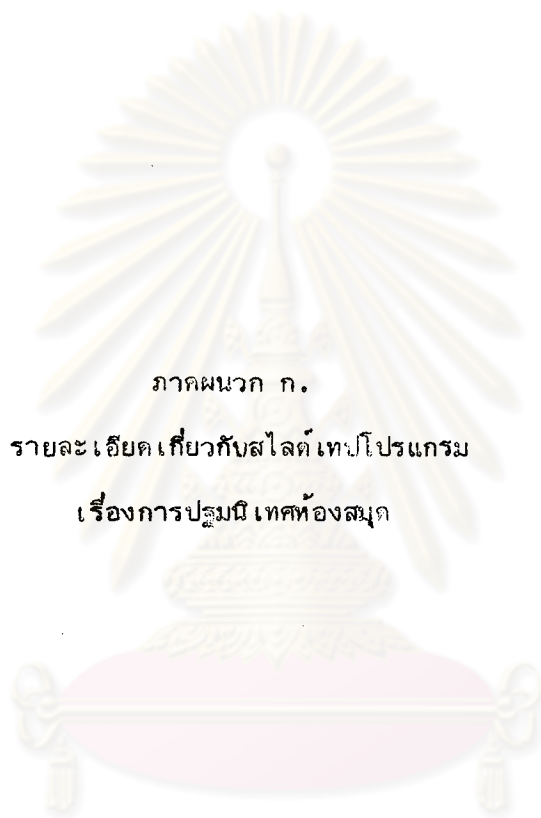 ภาคผนวก ก.
รายละเอียดเกี่ยวกับสไลด์เทปโปรแกรม
เรื่องการปฐมนิเทศห้องสมุด